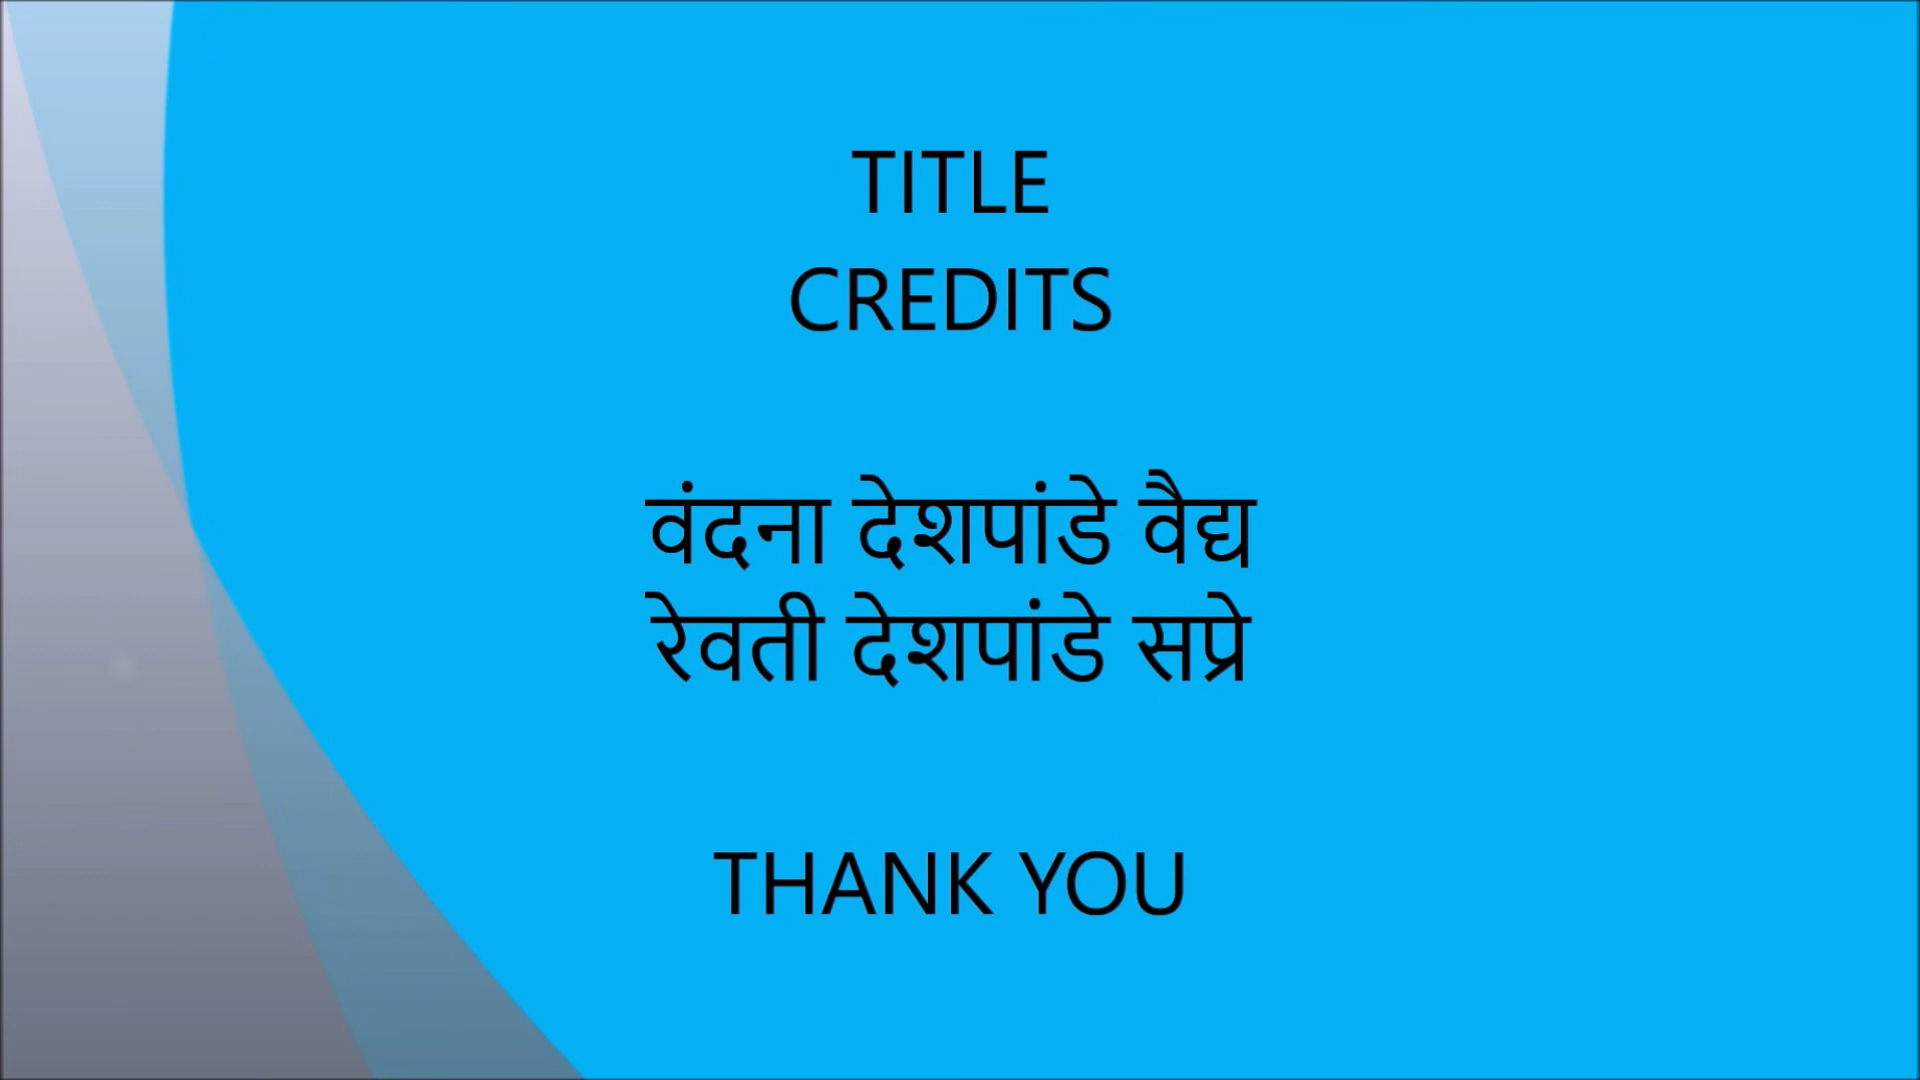 TITLE
CREDITS
वंदना देशपांडे वैद्य
रेवती देशपांडे सप्रे
THANK YOU